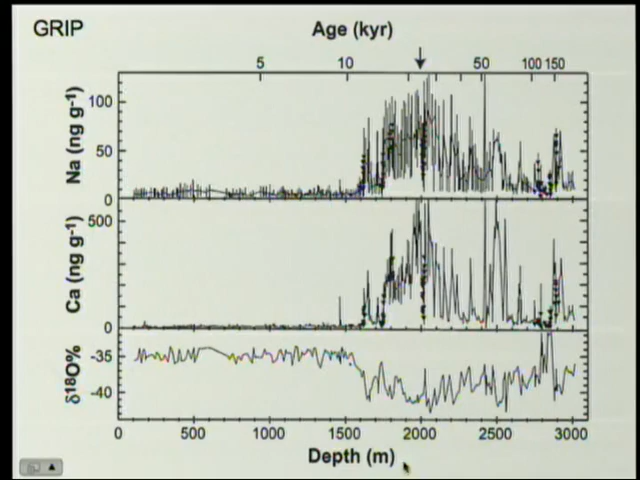 GRIP
Age (kyr)
5 10 50 100 150
Na (ng g-1)
100
50
0
Ca (ng g-1)
500
0
δ18O%
-35
-40
0 500 1000 1500 2000 2500 3000
Depth (m)